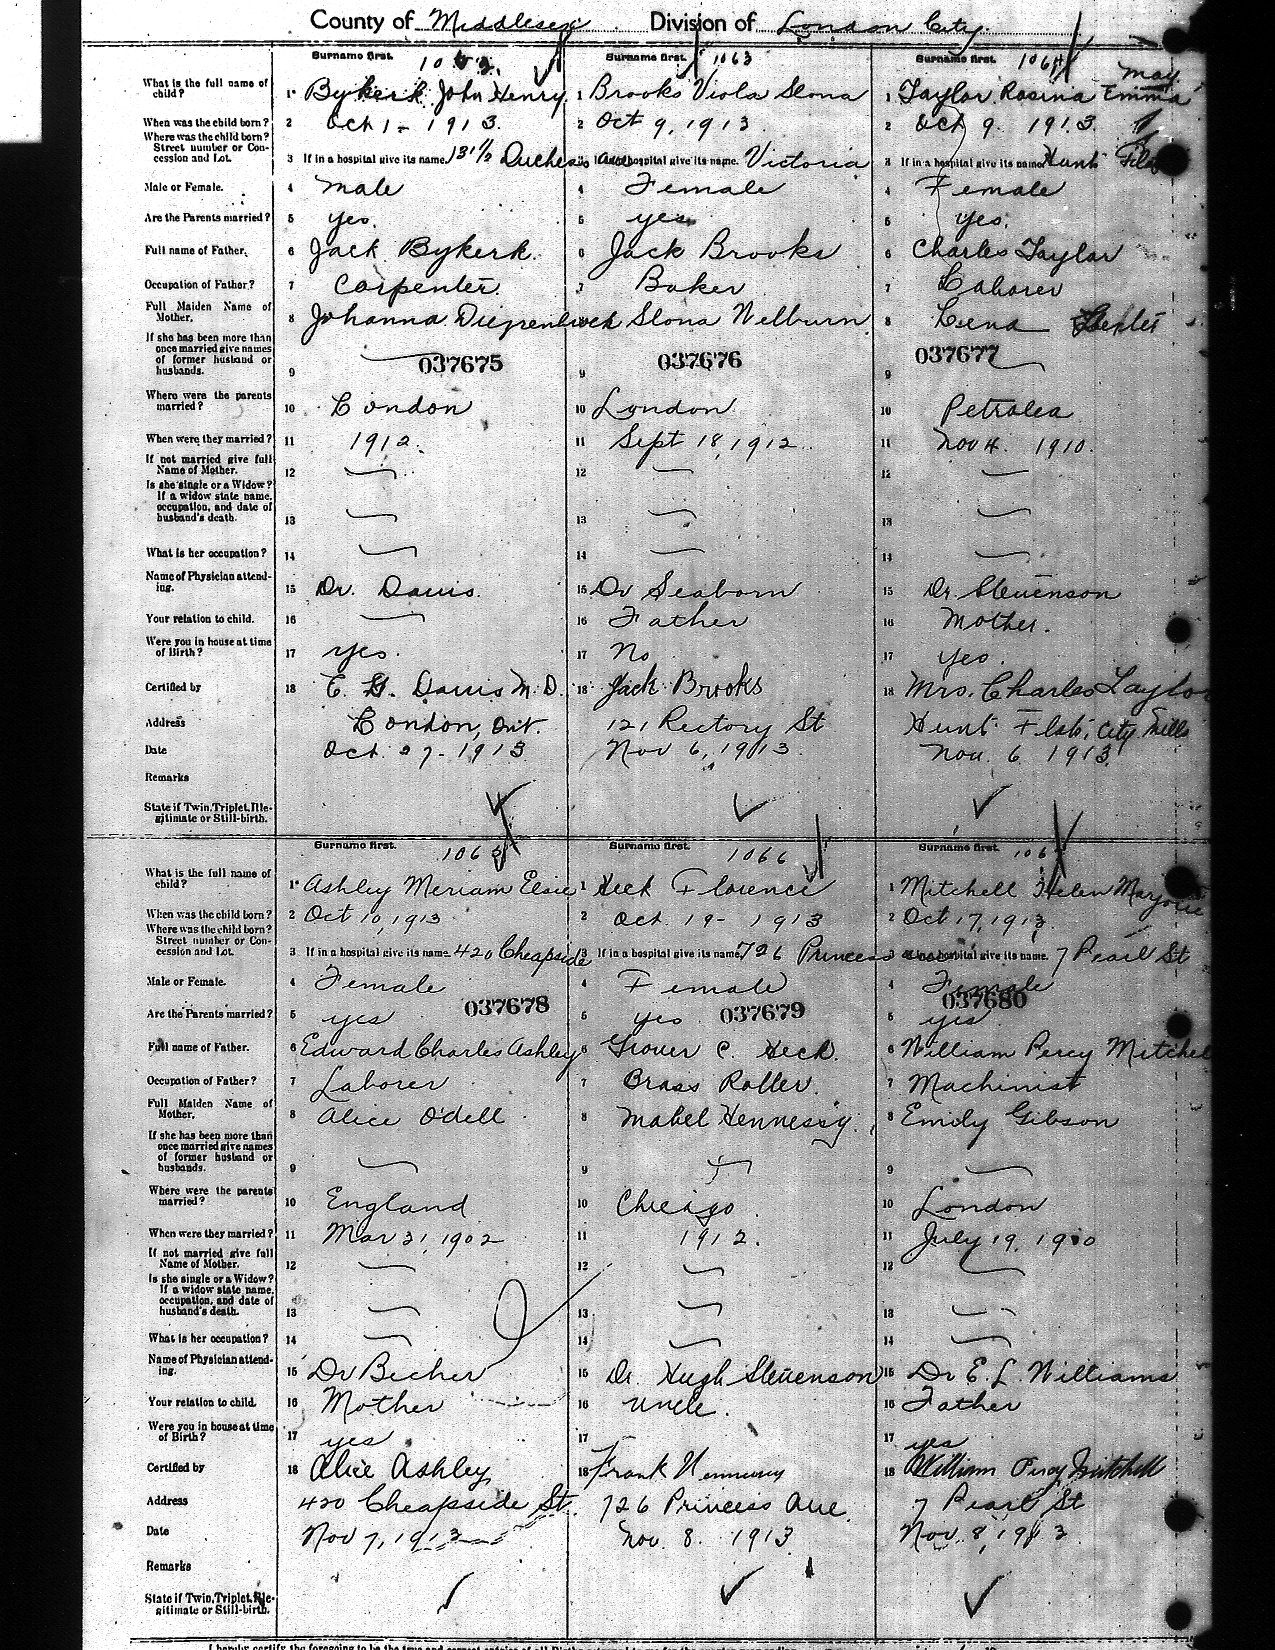 County of Middlesex Division of London City.
Surname first. Surname first. 1063 Surname first. 1064
What is the full name of child? 1 Bykerk John Henry 1 Brooks Viola Slona 1 Taylor Rosina Emma May
When was the child born? 2 Oct 1 - 1913. 2 Oct 9, 1913 2 Oct 9. 1913.
Where was the child born? Street number or Concession and Lot. 3 If in a hospital give its name. 131½ Duchess Ave 3 If in a hospital give its name. Victoria 3 If in a hospital give its name. Hunt Flats
Male or Female. 4 male 4 Female 4 Female
Are the Parents married? 5 yes. 5 yes 5 yes.
Full name of Father. 6 Jack Bykerk. 6 Jack Brooks 6 Charles Taylor
Occupation of Father? 7 Carpenter. 7 Baker 7 Laborer
Full Maiden Name of Mother. 8 Johanna 8 Slona Welburn 8 Lena
If she has been more than once married give names of former husband or husbands. 9 — 9 9 —
037675 037676 037677
Where were the parents married? 10 London 10 London 10 Petrolea
When were they married? 11 1912. 11 Sept 18, 1912. 11 Nov 4. 1910.
If not married give full Name of Mother. 12 — 12 — 12 —
Is she single or a Widow? If a widow state name, occupation, and date of husband's death. 13 — 13 — 13 —
What is her occupation? 14 — 14 — 14 —
Name of Physician attending. 15 Dr. Davis. 15 Dr Seaborn 15 Dr. Stevenson
Your relation to child. 16 — 16 Father 16 Mother.
Were you in house at time of Birth? 17 yes. 17 No 17 yes.
Certified by 18 E. G. Davis M.D. 18 Jack Brooks 18 Mrs. Charles Taylor
Address London, Ont. 121 Rectory St Hunt Flats, City Mills
Date Oct 27 - 1913 Nov 6, 1913. Nov. 6 1913.
Remarks
State if Twin, Triplet, Illegitimate or Still-birth.
Surname first. 1065 Surname first. 1066 Surname first.
What is the full name of child? 1 Ashley Meriam Elsie 1 Heck Florence 1 Mitchell Helen Marjorie
When was the child born? 2 Oct 10, 1913 2 Oct 19 - 1913 2 Oct 17, 1913
Where was the child born? Street number or Concession and Lot. 3 If in a hospital give its name. 420 Cheapside 3 If in a hospital give its name. 726 Princess Ave 3 If in a hospital give its name. 7 Pearl St
Male or Female. 4 Female 4 Female 4 Female
037678 037679 037680
Are the Parents married? 5 yes 5 yes 5 yes
Full name of Father. 6 Edward Charles Ashley 6 Grover C. Heck. 6 William Percy Mitchell
Occupation of Father? 7 Laborer 7 Brass Roller. 7 Machinist
Full Maiden Name of Mother. 8 Alice O'dell 8 Mabel Hennessy. 8 Emily Gibson
If she has been more than once married give names of former husband or husbands. 9 — 9 — 9 —
Where were the parents married? 10 England 10 Chicago 10 London
When were they married? 11 Mar 31, 1902 11 1912. 11 July 19, 1910
If not married give full Name of Mother. 12 — 12 — 12 —
Is she single or a Widow? If a widow state name, occupation, and date of husband's death. 13 — 13 — 13 —
What is her occupation? 14 — 14 — 14 —
Name of Physician attending. 15 Dr Becher 15 Dr. Hugh Stevenson 15 Dr E. L. Williams
Your relation to child. 16 Mother 16 Uncle. 16 Father
Were you in house at time of Birth? 17 yes 17 17 yes
Certified by 18 Alice Ashley 18 Frank Hennessy 18 William Percy Mitchell
Address 420 Cheapside St. 726 Princess Ave. 7 Pearl St
Date Nov 7, 1913 Nov. 8. 1913 Nov. 8, 1913
Remarks
State if Twin, Triplet, Illegitimate or Still-birth.